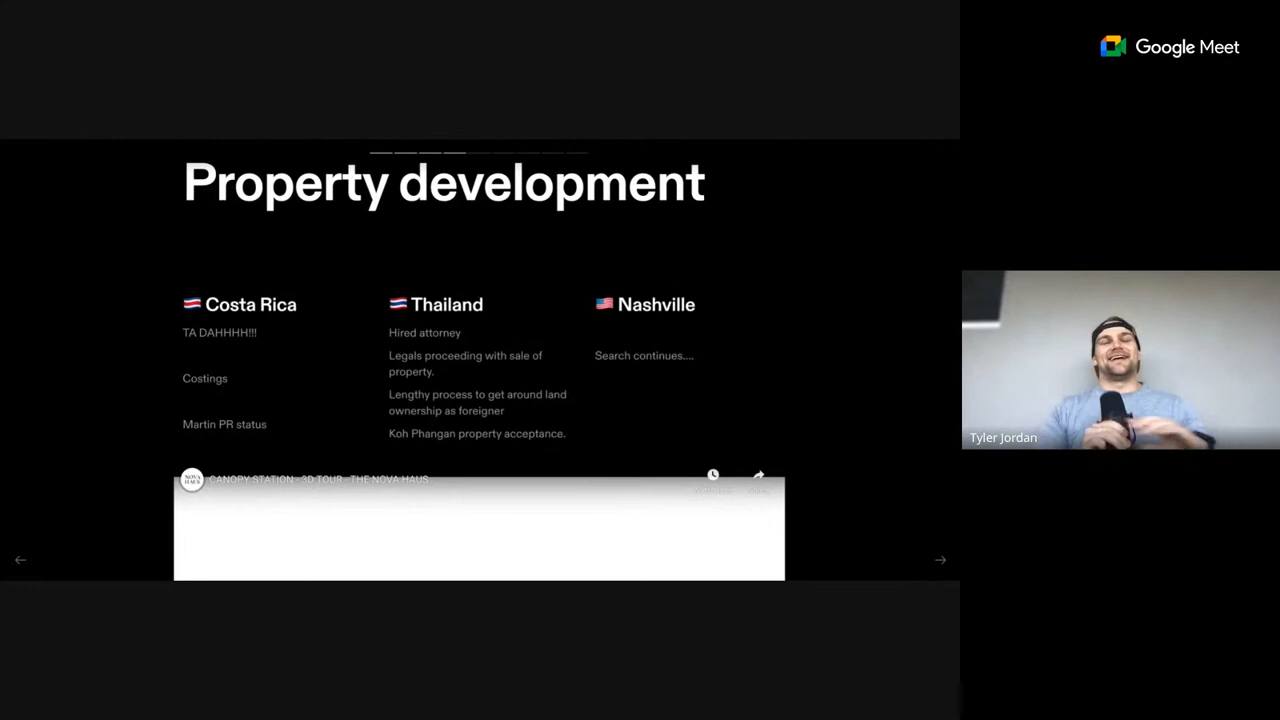 Google Meet
Property development
Costa Rica
TA DAHHHH!!!
Costings
Martin PR status
Thailand
Hired attorney
Legals proceeding with sale of
property.
Lengthy process to get around land
ownership as foreigner
Koh Phangan property acceptance.
Nashville
Search continues....
NOVA
HAUS
CANOPY STATION - 3D TOUR - THE NOVA HAUS
Tyler Jordan